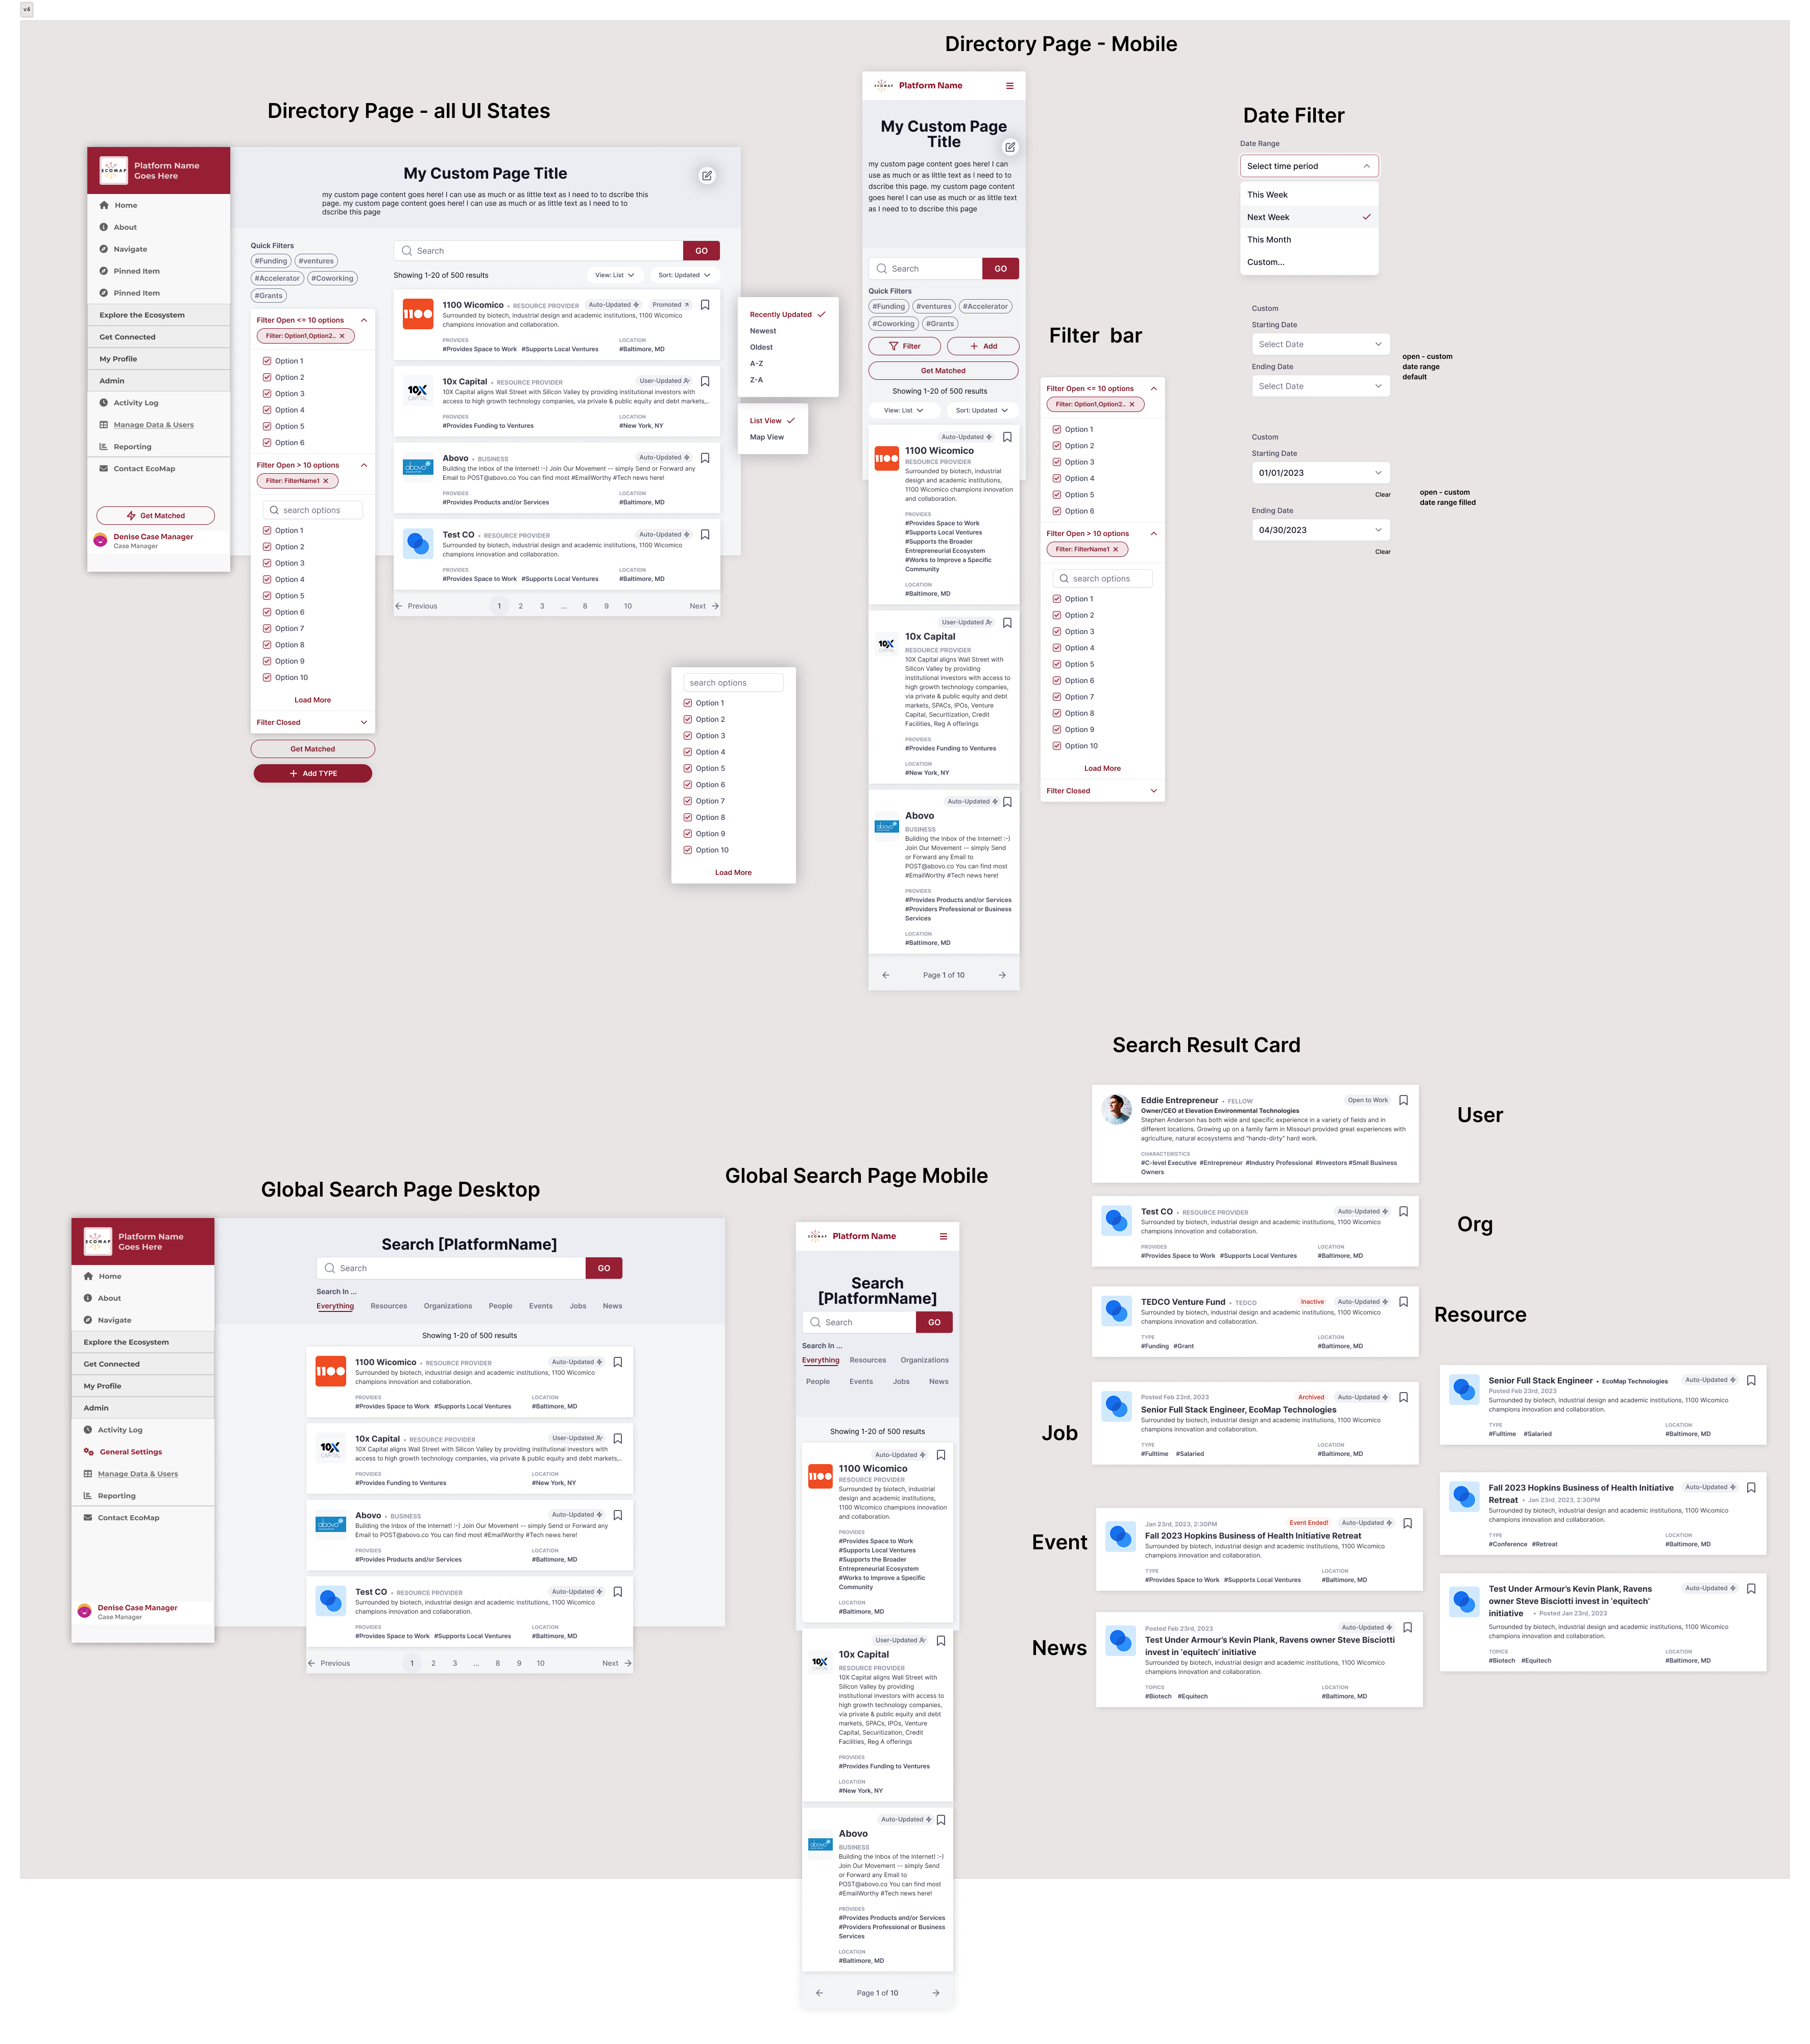 v4
Directory Page - all UI States
ECOMAP
Platform Name
Goes Here
Home
About
Navigate
Pinned Item
Pinned Item
Explore the Ecosystem
Get Connected
My Profile
Admin
Activity Log
Manage Data & Users
Reporting
Contact EcoMap
Get Matched
Denise Case Manager
Case Manager
My Custom Page Title
my custom page content goes here! I can use as much or as little text as I need to to dscribe this
page. my custom page content goes here! I can use as much or as little text as I need to to
dscribe this page
Quick Filters
#Funding #ventures
#Accelerator #Coworking
#Grants
Filter Open <= 10 options
Filter: Option1,Option2..
Option 1
Option 2
Option 3
Option 4
Option 5
Option 6
Filter Open > 10 options
Filter: FilterName1
search options
Option 1
Option 2
Option 3
Option 4
Option 5
Option 6
Option 7
Option 8
Option 9
Option 10
Load More
Filter Closed
Get Matched
Add TYPE
Search GO
Showing 1-20 of 500 results View: List Sort: Updated
1100
1100 Wicomico • RESOURCE PROVIDER Auto-Updated Promoted
Surrounded by biotech, industrial design and academic institutions, 1100 Wicomico
champions innovation and collaboration.
PROVIDES LOCATION
#Provides Space to Work #Supports Local Ventures #Baltimore, MD
10X CAPITAL
10x Capital • RESOURCE PROVIDER User-Updated
10X Capital aligns Wall Street with Silicon Valley by providing institutional investors with
access to high growth technology companies, via private & public equity and debt markets,..
PROVIDES LOCATION
#Provides Funding to Ventures #New York, NY
abovo
Abovo • BUSINESS Auto-Updated
Building the Inbox of the Internet! :-) Join Our Movement -- simply Send or Forward any
Email to POST@abovo.co You can find most #EmailWorthy #Tech news here!
PROVIDES LOCATION
#Provides Products and/or Services #Baltimore, MD
Test CO • RESOURCE PROVIDER Auto-Updated
Surrounded by biotech, industrial design and academic institutions, 1100 Wicomico
champions innovation and collaboration.
PROVIDES LOCATION
#Provides Space to Work #Supports Local Ventures #Baltimore, MD
Previous 1 2 3 ... 8 9 10 Next
Recently Updated
Newest
Oldest
A-Z
Z-A
List View
Map View
search options
Option 1
Option 2
Option 3
Option 4
Option 5
Option 6
Option 7
Option 8
Option 9
Option 10
Load More
Directory Page - Mobile
ECOMAP
Platform Name
My Custom Page
Title
my custom page content goes here! I can
use as much or as little text as I need to to
dscribe this page. my custom page content
goes here! I can use as much or as little text
as I need to to dscribe this page
Search GO
Quick Filters
#Funding #ventures #Accelerator
#Coworking #Grants
Filter Add
Get Matched
Showing 1-20 of 500 results
View: List Sort: Updated
Auto-Updated
1100
1100 Wicomico
RESOURCE PROVIDER
Surrounded by biotech, industrial
design and academic institutions,
1100 Wicomico champions innovation
and collaboration.
PROVIDES
#Provides Space to Work
#Supports Local Ventures
#Supports the Broader
Entrepreneurial Ecosystem
#Works to Improve a Specific
Community
LOCATION
#Baltimore, MD
User-Updated
10X CAPITAL
10x Capital
RESOURCE PROVIDER
10X Capital aligns Wall Street with
Silicon Valley by providing
institutional investors with access to
high growth technology companies,
via private & public equity and debt
markets, SPACs, IPOs, Venture
Capital, Securitization, Credit
Facilities, Reg A offerings
PROVIDES
#Provides Funding to Ventures
LOCATION
#New York, NY
Auto-Updated
abovo
Abovo
BUSINESS
Building the Inbox of the Internet! :-)
Join Our Movement -- simply Send
or Forward any Email to
POST@abovo.co You can find most
#EmailWorthy #Tech news here!
PROVIDES
#Provides Products and/or Services
#Providers Professional or Business
Services
LOCATION
#Baltimore, MD
Page 1 of 10
Filter bar
Filter Open <= 10 options
Filter: Option1,Option2..
Option 1
Option 2
Option 3
Option 4
Option 5
Option 6
Filter Open > 10 options
Filter: FilterName1
search options
Option 1
Option 2
Option 3
Option 4
Option 5
Option 6
Option 7
Option 8
Option 9
Option 10
Load More
Filter Closed
Date Filter
Date Range
Select time period
This Week
Next Week
This Month
Custom...
Custom
Starting Date
Select Date
Ending Date
Select Date
open - custom
date range
default
Custom
Starting Date
01/01/2023
Clear
Ending Date
04/30/2023
Clear
open - custom
date range filled
Global Search Page Desktop
ECOMAP
Platform Name
Goes Here
Home
About
Navigate
Explore the Ecosystem
Get Connected
My Profile
Admin
Activity Log
General Settings
Manage Data & Users
Reporting
Contact EcoMap
Denise Case Manager
Case Manager
Search [PlatformName]
Search GO
Search In ...
Everything Resources Organizations People Events Jobs News
Showing 1-20 of 500 results
1100
1100 Wicomico • RESOURCE PROVIDER Auto-Updated
Surrounded by biotech, industrial design and academic institutions, 1100 Wicomico
champions innovation and collaboration.
PROVIDES LOCATION
#Provides Space to Work #Supports Local Ventures #Baltimore, MD
10X CAPITAL
10x Capital • RESOURCE PROVIDER User-Updated
10X Capital aligns Wall Street with Silicon Valley by providing institutional investors with
access to high growth technology companies, via private & public equity and debt markets,..
PROVIDES LOCATION
#Provides Funding to Ventures #New York, NY
abovo
Abovo • BUSINESS Auto-Updated
Building the Inbox of the Internet! :-) Join Our Movement -- simply Send or Forward any
Email to POST@abovo.co You can find most #EmailWorthy #Tech news here!
PROVIDES LOCATION
#Provides Products and/or Services #Baltimore, MD
Test CO • RESOURCE PROVIDER Auto-Updated
Surrounded by biotech, industrial design and academic institutions, 1100 Wicomico
champions innovation and collaboration.
PROVIDES LOCATION
#Provides Space to Work #Supports Local Ventures #Baltimore, MD
Previous 1 2 3 ... 8 9 10 Next
Global Search Page Mobile
ECOMAP
Platform Name
Search
[PlatformName]
Search GO
Search In ...
Everything Resources Organizations
People Events Jobs News
Showing 1-20 of 500 results
Auto-Updated
1100
1100 Wicomico
RESOURCE PROVIDER
Surrounded by biotech, industrial
design and academic institutions,
1100 Wicomico champions innovation
and collaboration.
PROVIDES
#Provides Space to Work
#Supports Local Ventures
#Supports the Broader
Entrepreneurial Ecosystem
#Works to Improve a Specific
Community
LOCATION
#Baltimore, MD
User-Updated
10X CAPITAL
10x Capital
RESOURCE PROVIDER
10X Capital aligns Wall Street with
Silicon Valley by providing
institutional investors with access to
high growth technology companies,
via private & public equity and debt
markets, SPACs, IPOs, Venture
Capital, Securitization, Credit
Facilities, Reg A offerings
PROVIDES
#Provides Funding to Ventures
LOCATION
#New York, NY
Auto-Updated
abovo
Abovo
BUSINESS
Building the Inbox of the Internet! :-)
Join Our Movement -- simply Send
or Forward any Email to
POST@abovo.co You can find most
#EmailWorthy #Tech news here!
PROVIDES
#Provides Products and/or Services
#Providers Professional or Business
Services
LOCATION
#Baltimore, MD
Page 1 of 10
Search Result Card
User
Eddie Entrepreneur • FELLOW Open to Work
Owner/CEO at Elevation Environmental Technologies
Stephen Anderson has both wide and specific experience in a variety of fields and in
different locations. Growing up on a family farm in Missouri provided great experiences with
agriculture, natural ecosystems and "hands-dirty" hard work.
CHARACTERISTICS
#C-level Executive #Entrepreneur #Industry Professional #Investors #Small Business
Owners
Org
Test CO • RESOURCE PROVIDER Auto-Updated
Surrounded by biotech, industrial design and academic institutions, 1100 Wicomico
champions innovation and collaboration.
PROVIDES LOCATION
#Provides Space to Work #Supports Local Ventures #Baltimore, MD
Resource
TEDCO Venture Fund • TEDCO Inactive Auto-Updated
Surrounded by biotech, industrial design and academic institutions, 1100 Wicomico
champions innovation and collaboration.
TYPE LOCATION
#Funding #Grant #Baltimore, MD
Job
Posted Feb 23rd, 2023 Archived Auto-Updated
Senior Full Stack Engineer, EcoMap Technologies
Surrounded by biotech, industrial design and academic institutions, 1100 Wicomico
champions innovation and collaboration.
TYPE LOCATION
#Fulltime #Salaried #Baltimore, MD
Senior Full Stack Engineer • EcoMap Technologies Auto-Updated
Posted Feb 23rd, 2023
Surrounded by biotech, industrial design and academic institutions, 1100 Wicomico
champions innovation and collaboration.
TYPE LOCATION
#Fulltime #Salaried #Baltimore, MD
Event
Jan 23rd, 2023, 2:30PM Event Ended! Auto-Updated
Fall 2023 Hopkins Business of Health Initiative Retreat
Surrounded by biotech, industrial design and academic institutions, 1100 Wicomico
champions innovation and collaboration.
TYPE LOCATION
#Provides Space to Work #Supports Local Ventures #Baltimore, MD
Fall 2023 Hopkins Business of Health Initiative Auto-Updated
Retreat • Jan 23rd, 2023, 2:30PM
Surrounded by biotech, industrial design and academic institutions, 1100 Wicomico
champions innovation and collaboration.
TYPE LOCATION
#Conference #Retreat #Baltimore, MD
News
Posted Feb 23rd, 2023 Auto-Updated
Test Under Armour’s Kevin Plank, Ravens owner Steve Bisciotti
invest in ‘equitech’ initiative
Surrounded by biotech, industrial design and academic institutions, 1100 Wicomico
champions innovation and collaboration.
TOPICS LOCATION
#Biotech #Equitech #Baltimore, MD
Test Under Armour’s Kevin Plank, Ravens Auto-Updated
owner Steve Bisciotti invest in ‘equitech’
initiative • Posted Jan 23rd, 2023
Surrounded by biotech, industrial design and academic institutions, 1100 Wicomico
champions innovation and collaboration.
TOPICS LOCATION
#Biotech #Equitech #Baltimore, MD